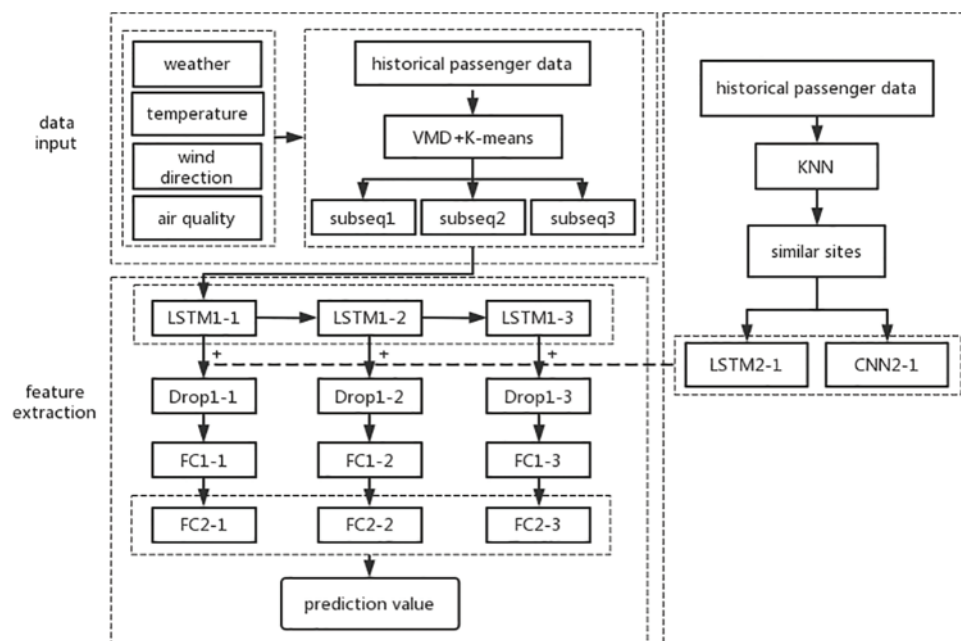 data
input
weather
temperature
wind
direction
air quality
historical passenger data
VMD+K-means
subseq1
subseq2
subseq3
historical passenger data
KNN
similar sites
LSTM2-1
CNN2-1
feature
extraction
LSTM1-1
LSTM1-2
LSTM1-3
+
+
+
Drop1-1
Drop1-2
Drop1-3
FC1-1
FC1-2
FC1-3
FC2-1
FC2-2
FC2-3
prediction value